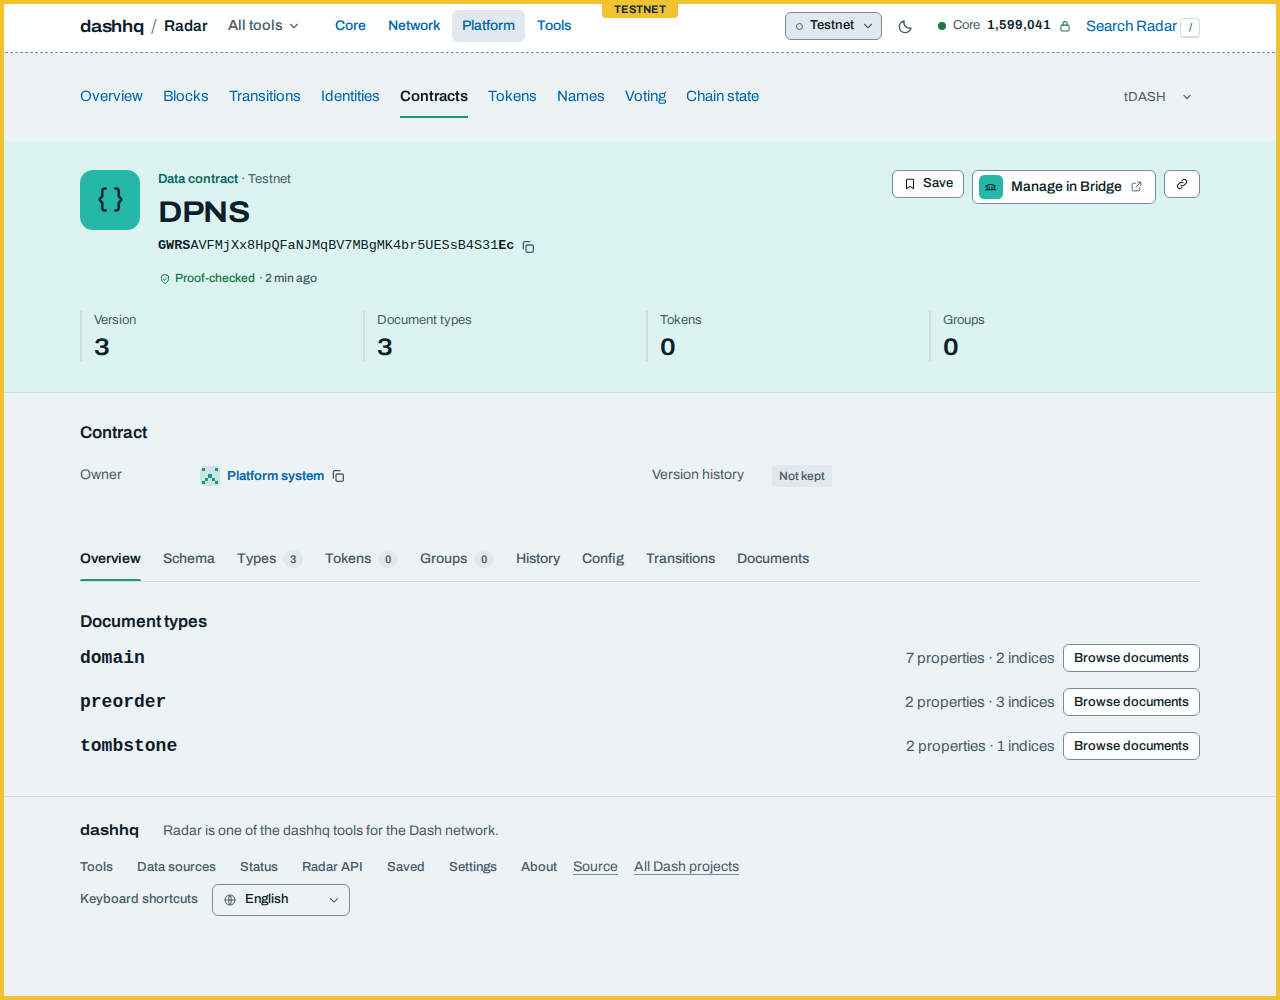 TESTNET
dashhq / Radar All tools Core Network Platform Tools Testnet Core 1,599,041 Search Radar /
Overview Blocks Transitions Identities Contracts Tokens Names Voting Chain state tDASH
Data contract · Testnet
Save Manage in Bridge
{} DPNS
GWRSAVFMjXx8HpQFaNJMqBV7MBgMK4br5UESsB4S31Ec
Proof-checked · 2 min ago
Version Document types Tokens Groups
3 3 0 0
Contract
Owner Platform system Version history Not kept
Overview Schema Types 3 Tokens 0 Groups 0 History Config Transitions Documents
Document types
domain 7 properties · 2 indices Browse documents
preorder 2 properties · 3 indices Browse documents
tombstone 2 properties · 1 indices Browse documents
dashhq Radar is one of the dashhq tools for the Dash network.
Tools Data sources Status Radar API Saved Settings About Source All Dash projects
Keyboard shortcuts English